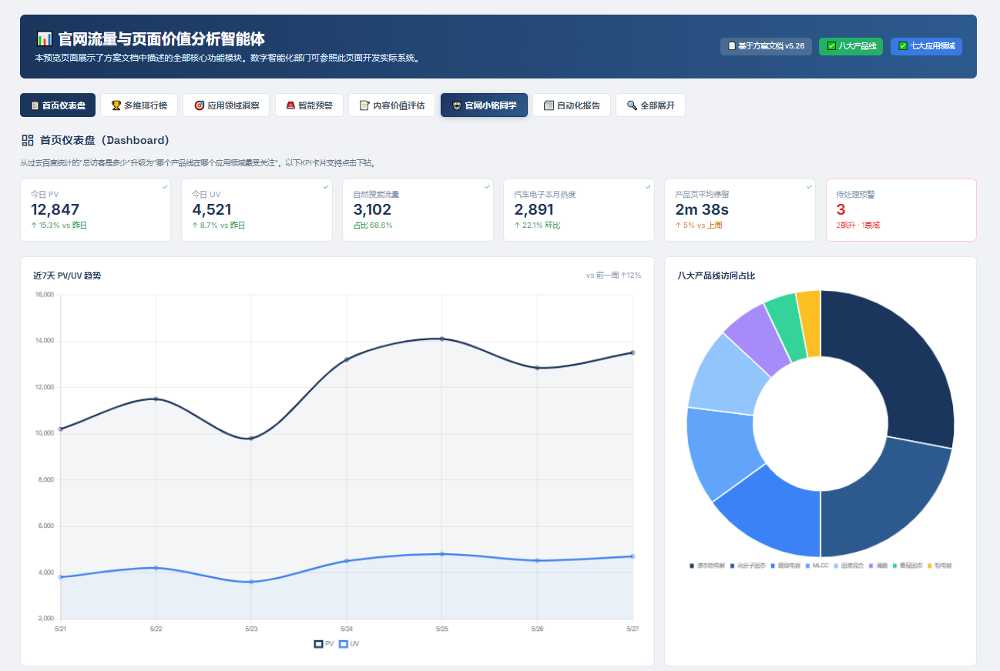 📊 官网流量与页面价值分析智能体
本预览页面展示了方案文档中描述的全部核心功能模块。数字智能化部门可参照此页面开发实际系统。
基于方案文档 v5.26
八大产品线
七大应用领域
首页仪表盘
多维排行榜
应用领域洞察
智能预警
内容价值评估
官网小铭同学
自动化报告
全部展开
首页仪表盘（Dashboard）
从过去百度统计的"总访客是多少"升级为"哪个产品线在哪个应用领域最受关注"。以下KPI卡片支持点击下钻。
今日 PV
12,847
↑ 15.3% vs 昨日
今日 UV
4,521
↑ 8.7% vs 昨日
自然搜索流量
3,102
占比 68.6%
汽车电子本月热度
2,891
↑ 22.1% 环比
产品页平均停留
2m 38s
↑ 5% vs 上周
待处理预警
3
2飙升 · 1衰减
近7天 PV/UV 趋势
vs 前一周 ↑12%
16,000
14,000
12,000
10,000
8,000
6,000
4,000
2,000
5/21
5/22
5/23
5/24
5/25
5/26
5/27
PV
UV
八大产品线访问占比
液态铝电解
高分子固态
超级电容
MLCC
固液混合
薄膜
叠层固态
钽电容